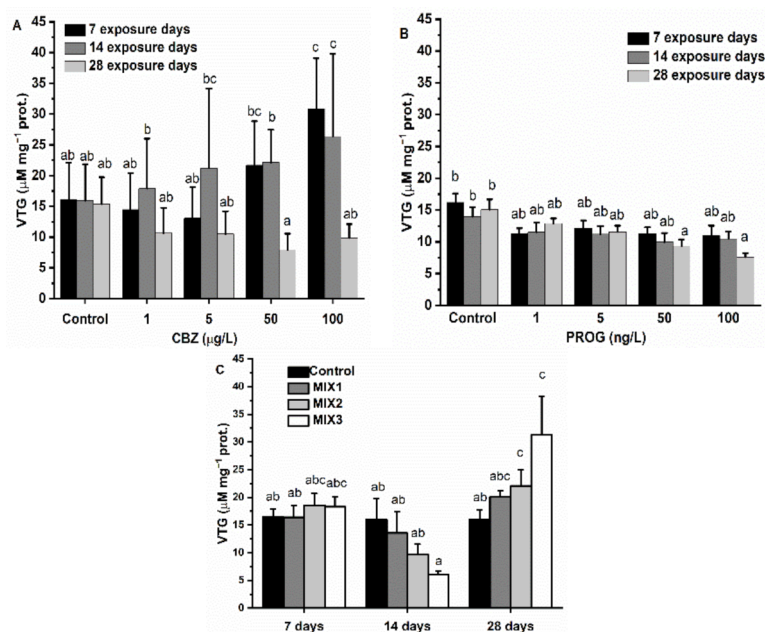 A
7 exposure days
14 exposure days
28 exposure days
VTG (μM mg⁻¹ prot.)
45
40
35
30
25
20
15
10
5
0
ab ab ab
ab b ab
ab bc ab
bc b a
c c ab
Control 1 5 50 100
CBZ (μg/L)
B
7 exposure days
14 exposure days
28 exposure days
VTG (μM mg⁻¹ prot.)
45
40
35
30
25
20
15
10
5
0
b b b
ab ab ab
ab ab ab
ab ab a
ab ab a
Control 1 5 50 100
PROG (ng/L)
C
Control
MIX1
MIX2
MIX3
VTG (μM mg⁻¹ prot.)
45
40
35
30
25
20
15
10
5
0
ab ab abc abc
ab ab ab a
ab abc c c
7 days 14 days 28 days